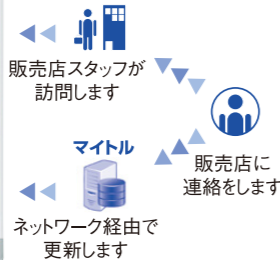 販売店スタッフが
訪問します
マイトル
販売店に
連絡をします
ネットワーク経由で
更新します